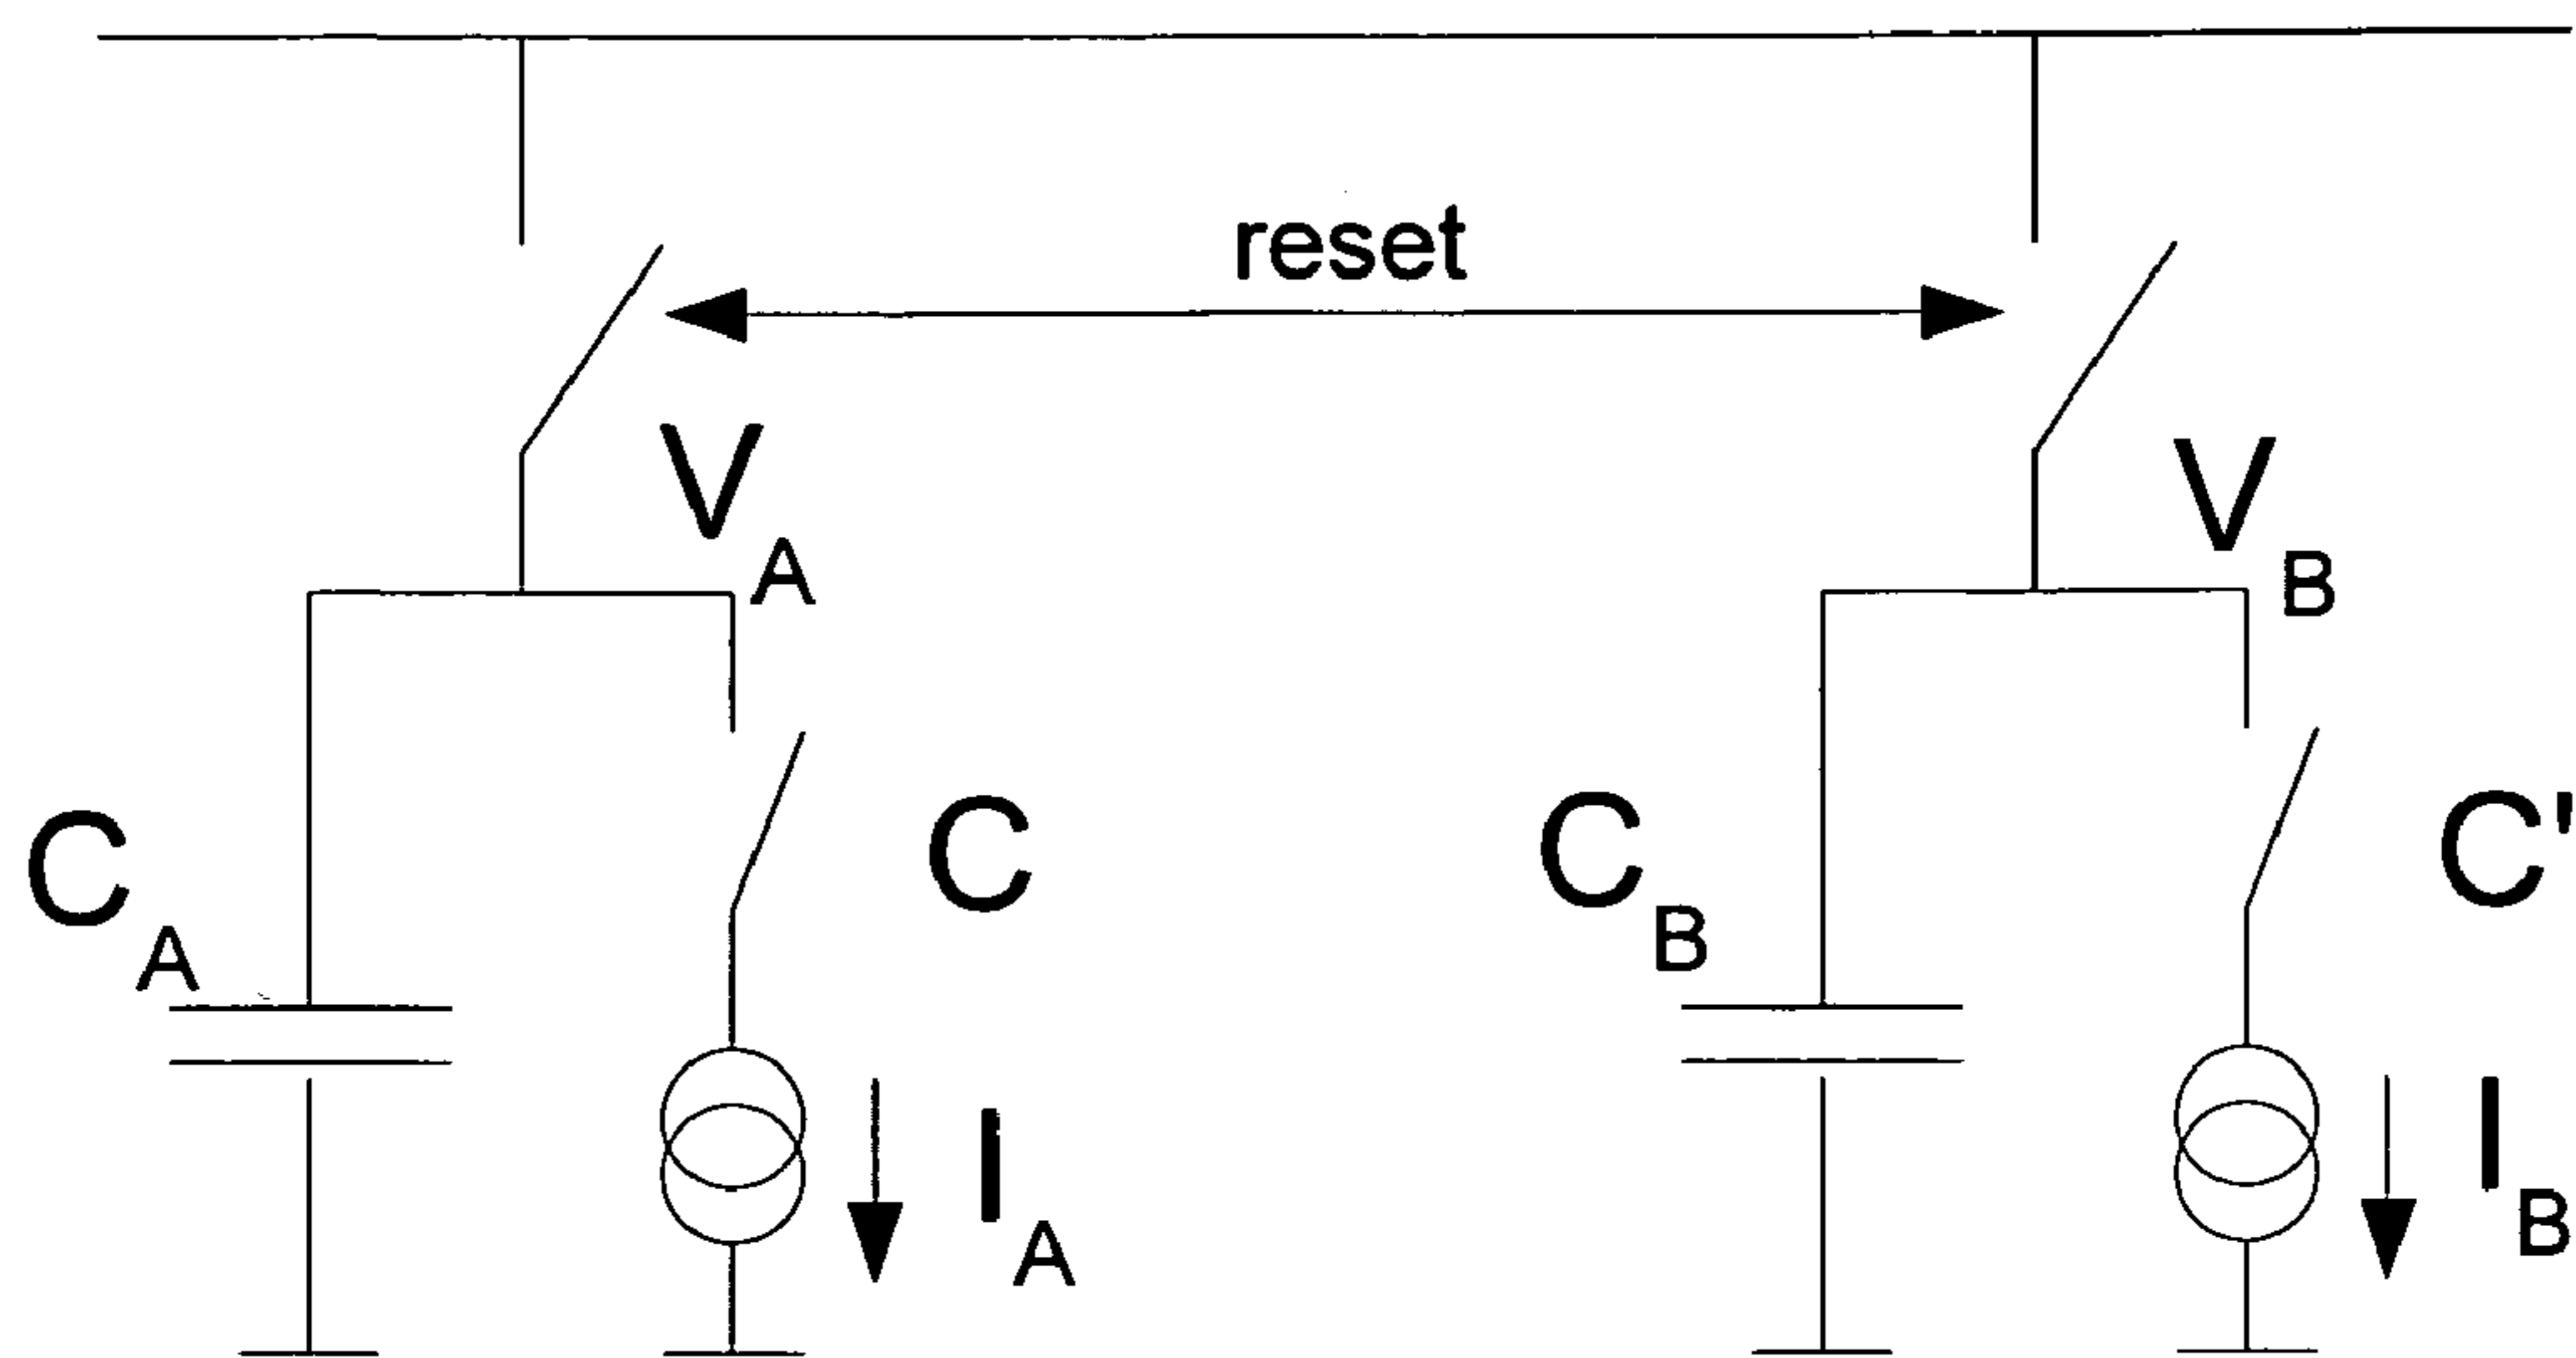 reset
V_A
V_B
C_A
C
C_B
C'
I_A
I_B